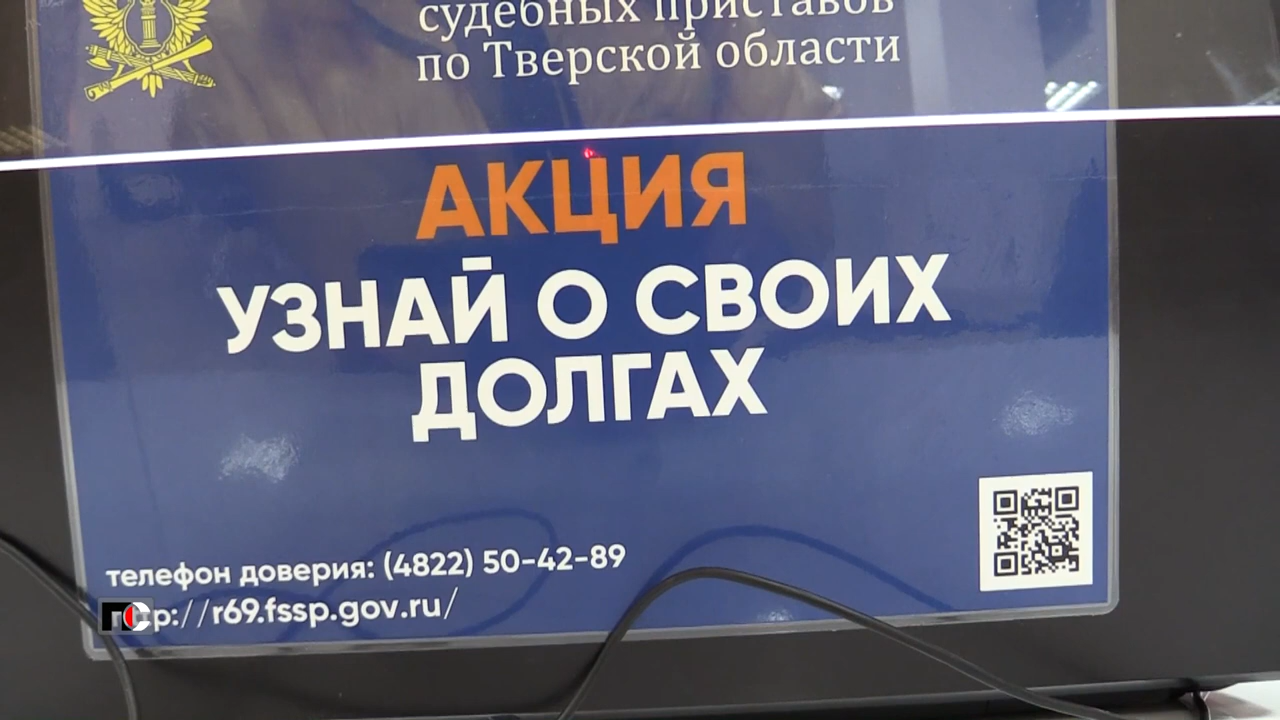 судебных приставов
по Тверской области
АКЦИЯ
УЗНАЙ О СВОИХ
ДОЛГАХ
телефон доверия: (4822) 50-42-89
p://r69.fssp.gov.ru/
ПС